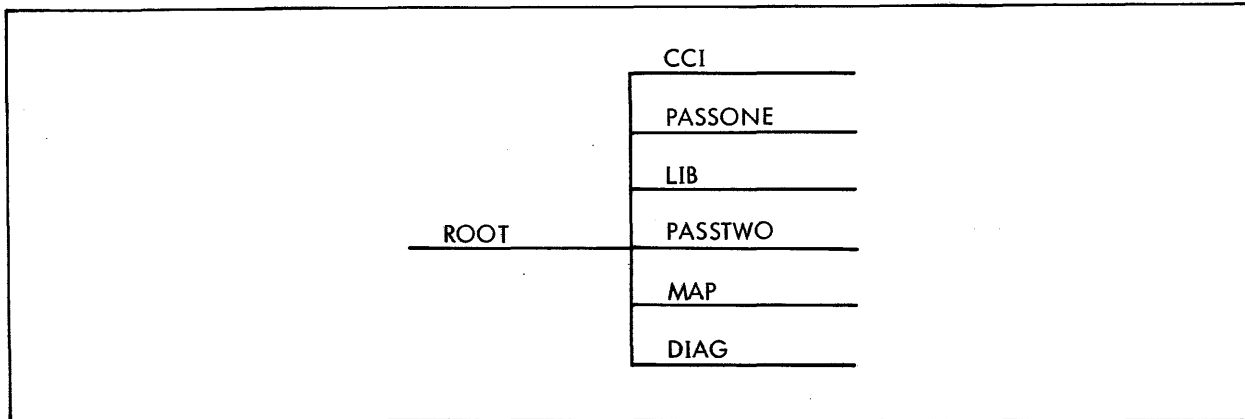 CCI
PASSONE
LIB
ROOT
PASSTWO
MAP
DIAG